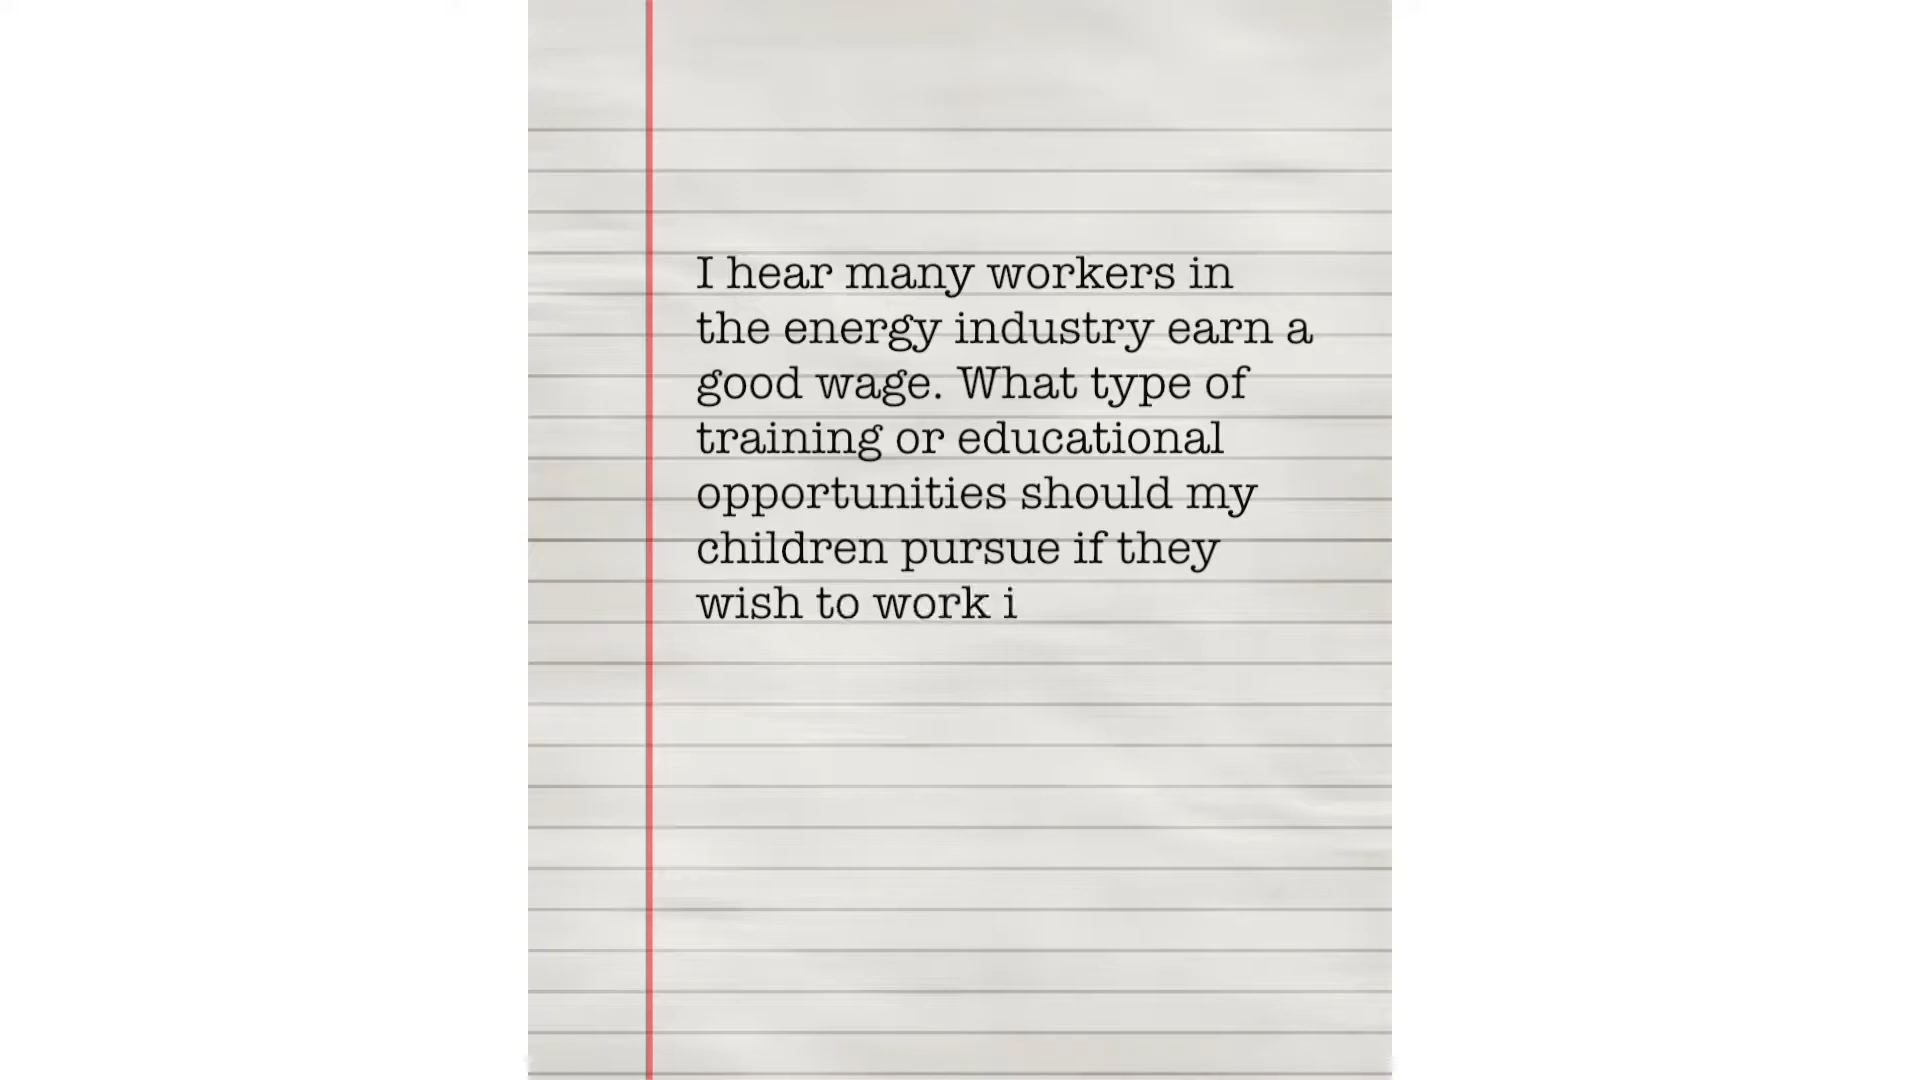 I hear many workers in
the energy industry earn a
good wage. What type of
training or educational
opportunities should my
children pursue if they
wish to work i